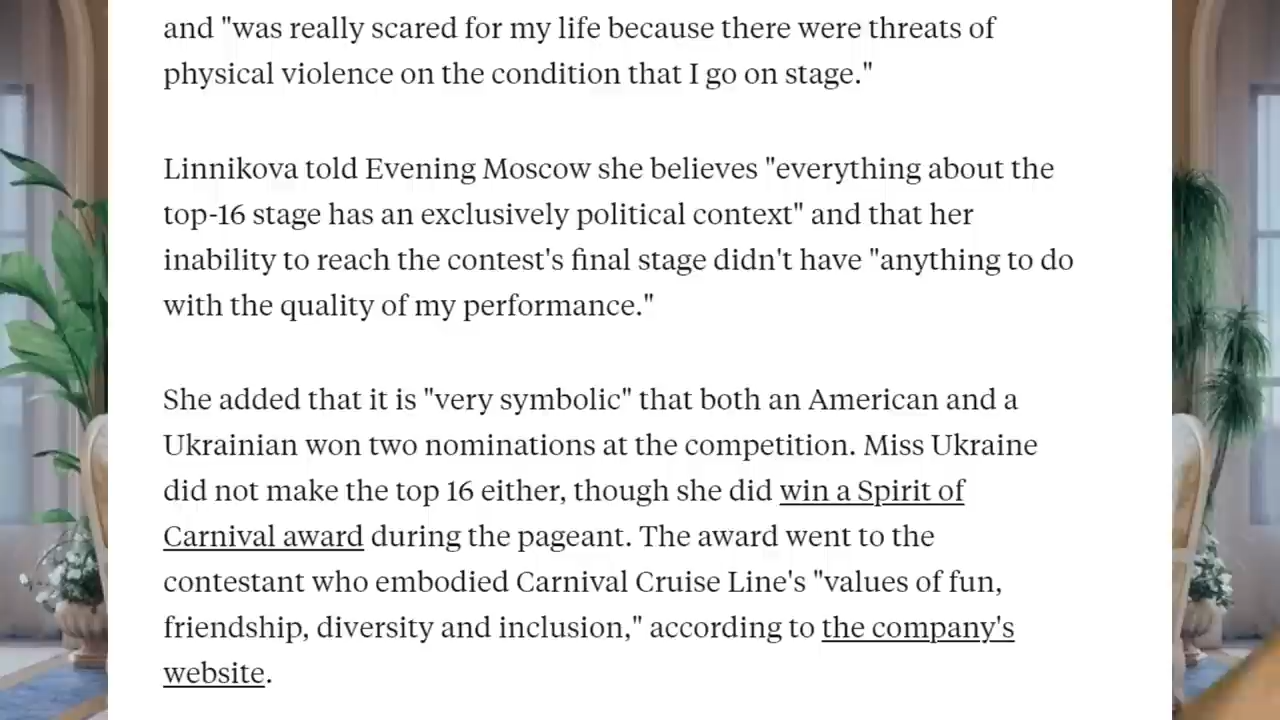 and "was really scared for my life because there were threats of
physical violence on the condition that I go on stage."
Linnikova told Evening Moscow she believes "everything about the
top-16 stage has an exclusively political context" and that her
inability to reach the contest's final stage didn't have "anything to do
with the quality of my performance."
She added that it is "very symbolic" that both an American and a
Ukrainian won two nominations at the competition. Miss Ukraine
did not make the top 16 either, though she did win a Spirit of
Carnival award during the pageant. The award went to the
contestant who embodied Carnival Cruise Line's "values of fun,
friendship, diversity and inclusion," according to the company's
website.